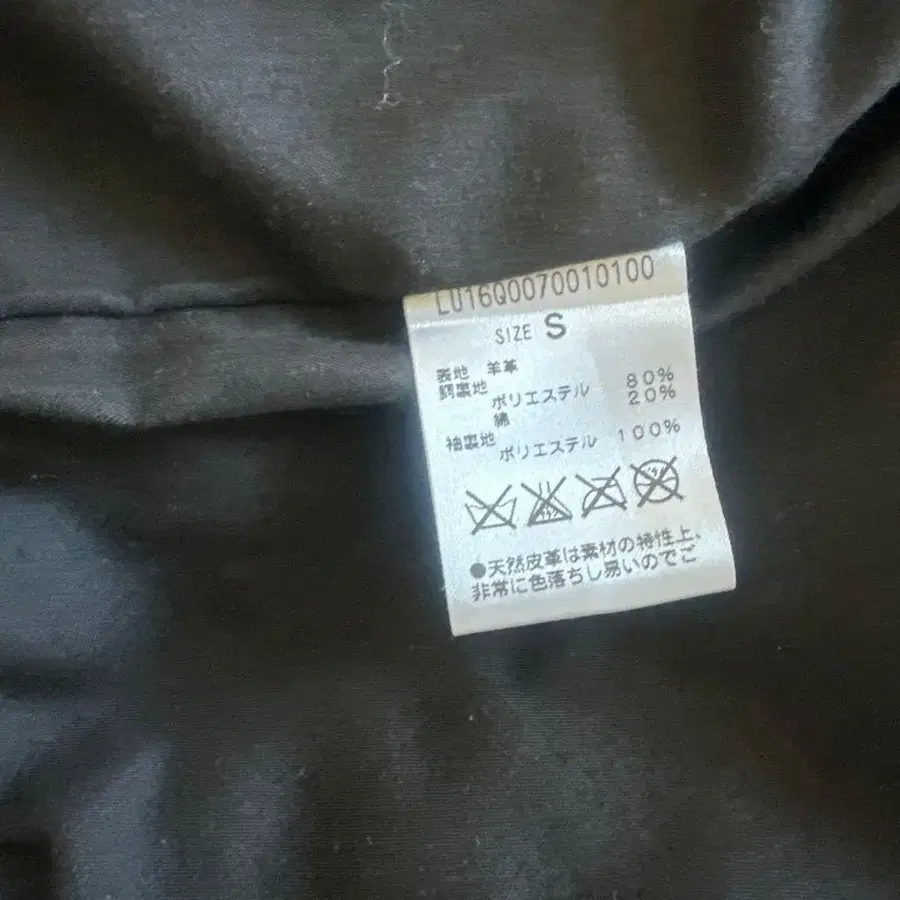 LU16Q0070010100
SIZE S
表地 羊革
胴裏地
ポリエステル 80%
綿 20%
袖裏地
ポリエステル 100%
●天然皮革は素材の特性上、
非常に色落ちし易いのでご